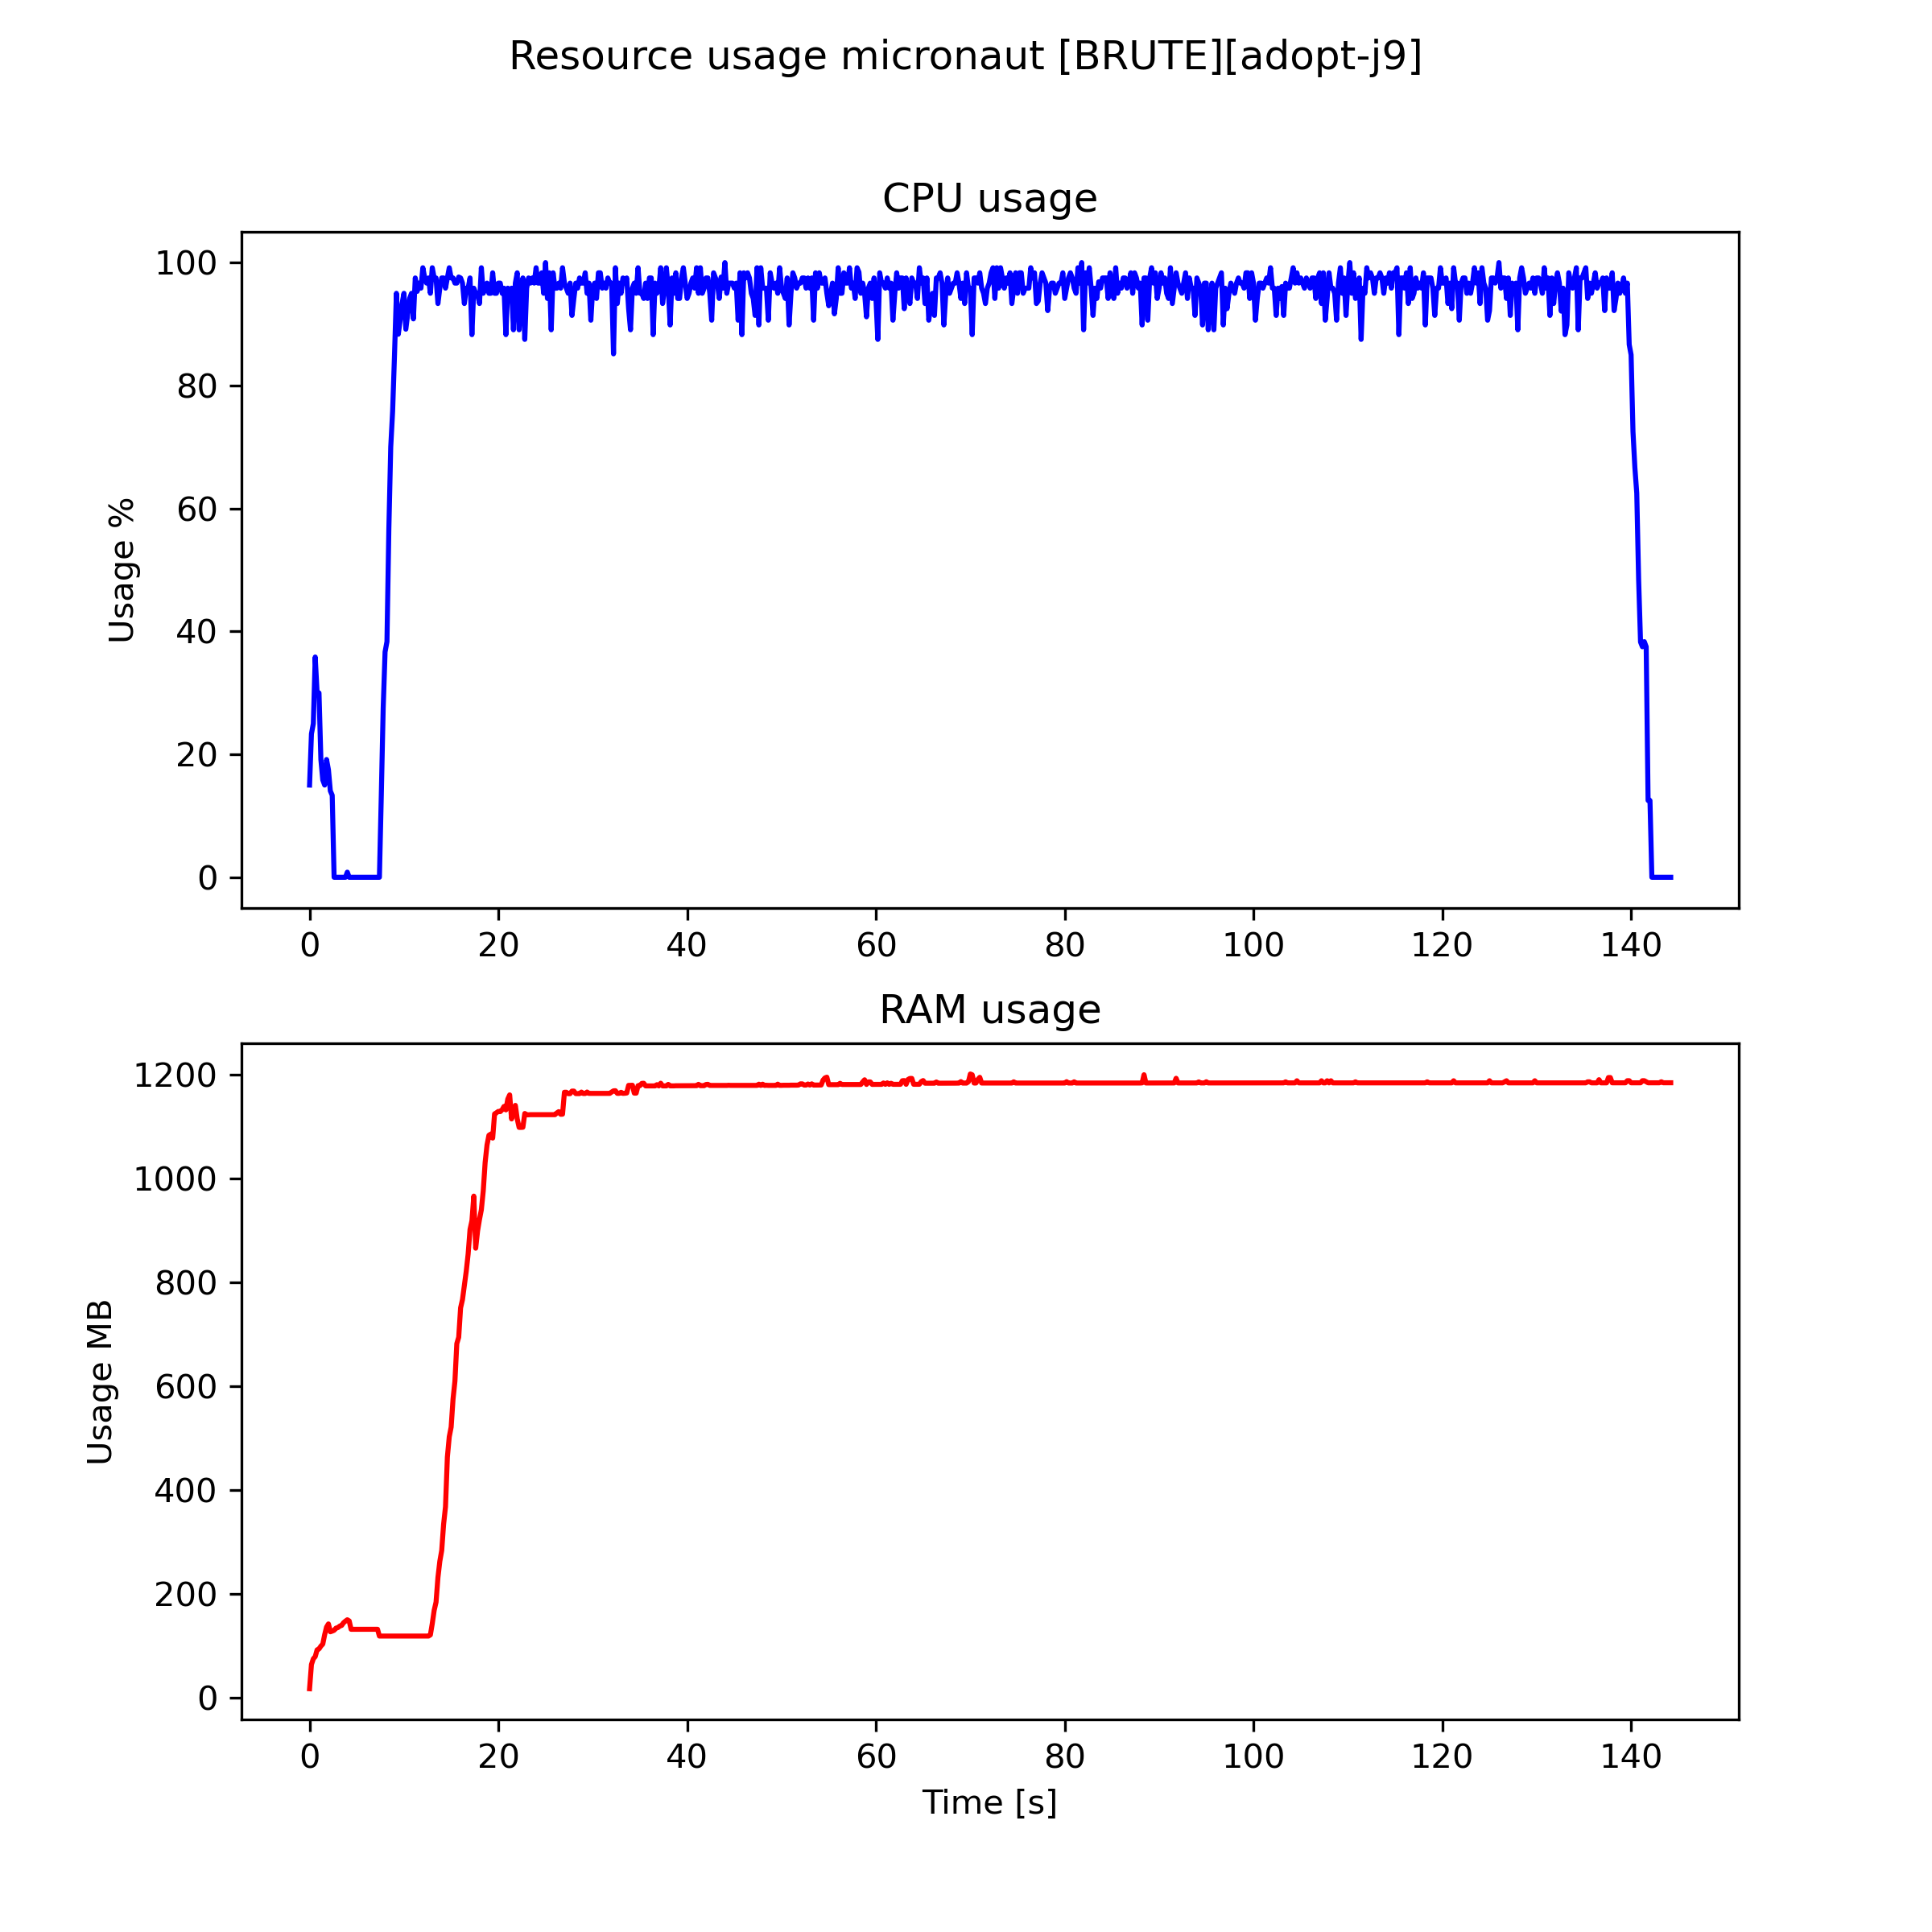 Resource usage micronaut [BRUTE][adopt-j9]
CPU usage
Usage %
100
80
60
40
20
0
0 20 40 60 80 100 120 140
RAM usage
Usage MB
1200
1000
800
600
400
200
0
0 20 40 60 80 100 120 140
Time [s]